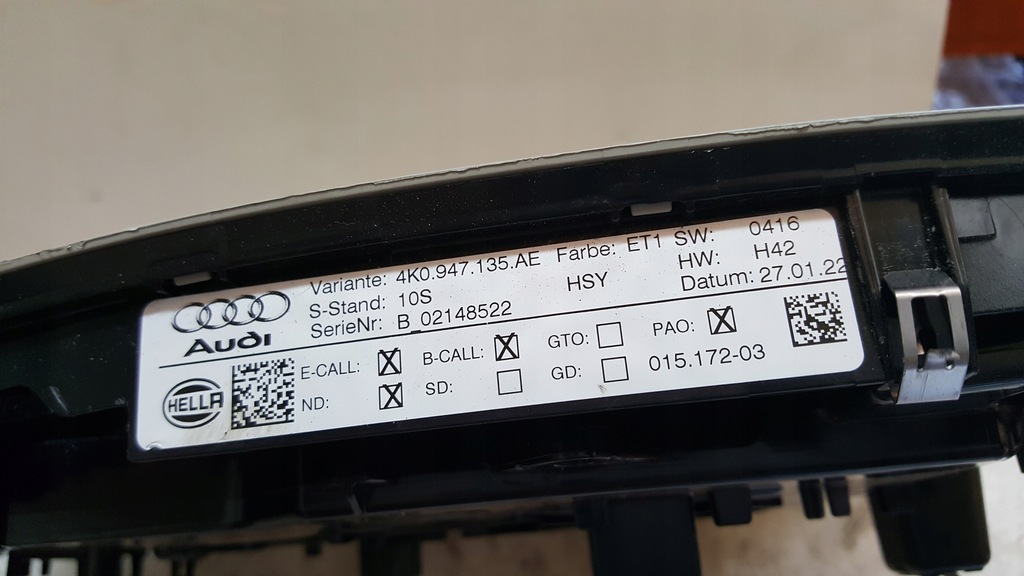 Variante: 4K0.947.135.AE Farbe: ET1 SW: 0416
S-Stand: 10S HSY HW: H42
SerieNr: B_02148522 Datum: 27.01.22
Audi
E-CALL: B-CALL: GTO: PAO:
ND: SD: GD: 015.172-03
HELLA